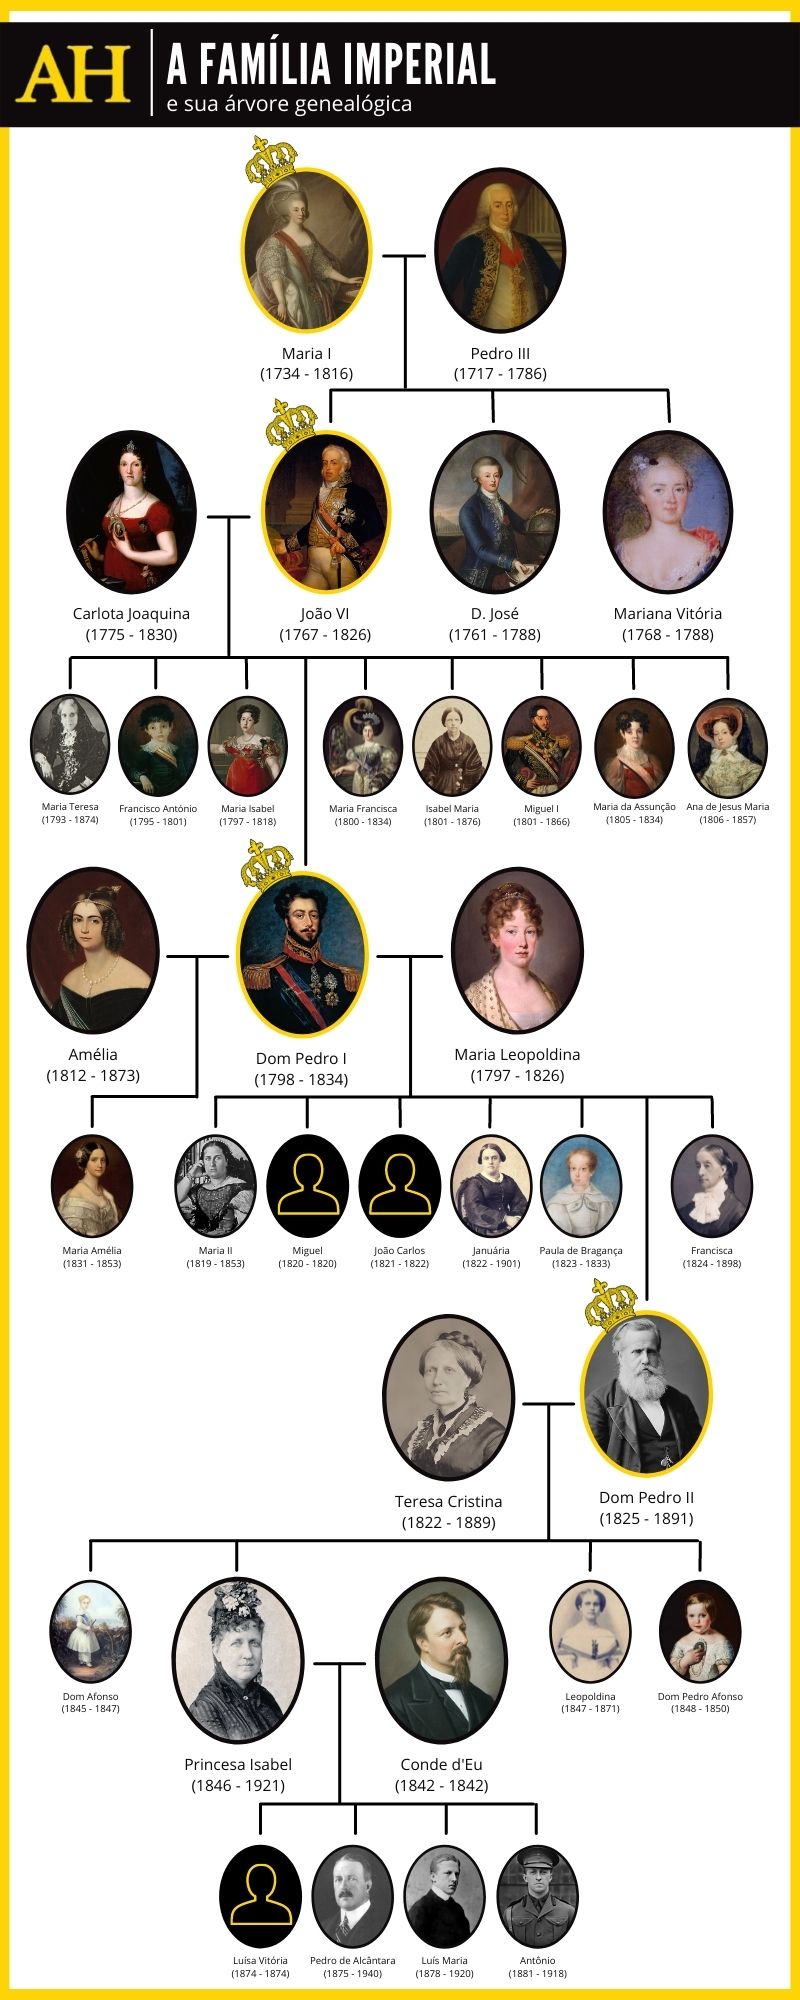 AH
A FAMÍLIA IMPERIAL
e sua árvore genealógica
Maria I
(1734 - 1816)
Pedro III
(1717 - 1786)
Carlota Joaquina
(1775 - 1830)
João VI
(1767 - 1826)
D. José
(1761 - 1788)
Mariana Vitória
(1768 - 1788)
Maria Teresa
(1793 - 1874)
Francisco António
(1795 - 1801)
Maria Isabel
(1797 - 1818)
Maria Francisca
(1800 - 1834)
Isabel Maria
(1801 - 1876)
Miguel I
(1801 - 1866)
Maria da Assunção
(1805 - 1834)
Ana de Jesus Maria
(1806 - 1857)
Amélia
(1812 - 1873)
Dom Pedro I
(1798 - 1834)
Maria Leopoldina
(1797 - 1826)
Maria Amélia
(1831 - 1853)
Maria II
(1819 - 1853)
Miguel
(1820 - 1820)
João Carlos
(1821 - 1822)
Januária
(1822 - 1901)
Paula de Bragança
(1823 - 1833)
Francisca
(1824 - 1898)
Teresa Cristina
(1822 - 1889)
Dom Pedro II
(1825 - 1891)
Dom Afonso
(1845 - 1847)
Princesa Isabel
(1846 - 1921)
Conde d'Eu
(1842 - 1842)
Leopoldina
(1847 - 1871)
Dom Pedro Afonso
(1848 - 1850)
Luísa Vitória
(1874 - 1874)
Pedro de Alcântara
(1875 - 1940)
Luís Maria
(1878 - 1920)
Antônio
(1881 - 1918)